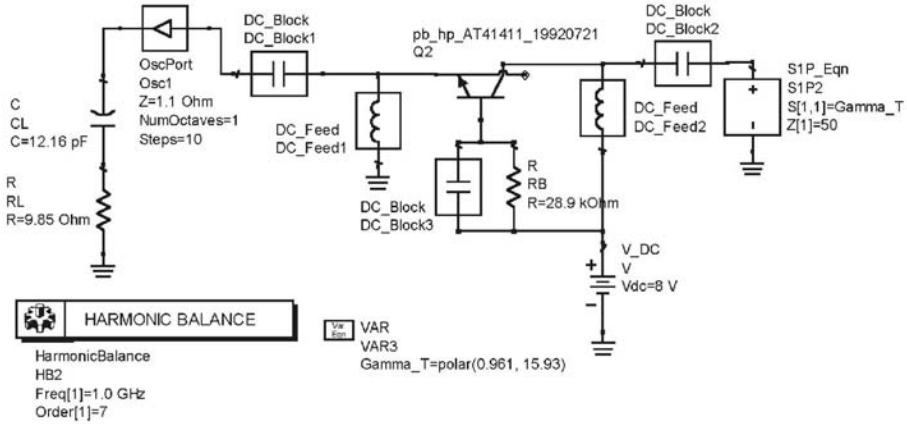 DC_Block
DC_Block1
OscPort
Osc1
Z=1.1 Ohm
NumOctaves=1
Steps=10
C
CL
C=12.16 pF
R
RL
R=9.85 Ohm
DC_Feed
DC_Feed1
pb_hp_AT41411_19920721
Q2
DC_Block
DC_Block2
S1P_Eqn
S1P2
S[1,1]=Gamma_T
Z[1]=50
+
-
DC_Feed
DC_Feed2
R
RB
R=28.9 kOhm
DC_Block
DC_Block3
V_DC
V
Vdc=8 V
+
-
HARMONIC BALANCE
HarmonicBalance
HB2
Freq[1]=1.0 GHz
Order[1]=7
Var
Eqn
VAR
VAR3
Gamma_T=polar(0.961, 15.93)